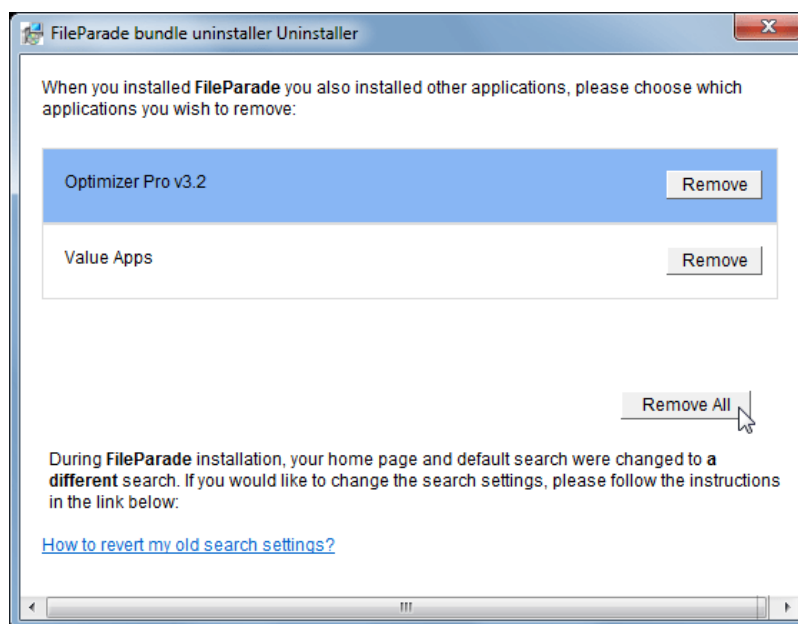 FileParade bundle uninstaller Uninstaller
When you installed FileParade you also installed other applications, please choose which
applications you wish to remove:
Optimizer Pro v3.2
Remove
Value Apps
Remove
Remove All
During FileParade installation, your home page and default search were changed to a
different search. If you would like to change the search settings, please follow the instructions
in the link below:
How to revert my old search settings?